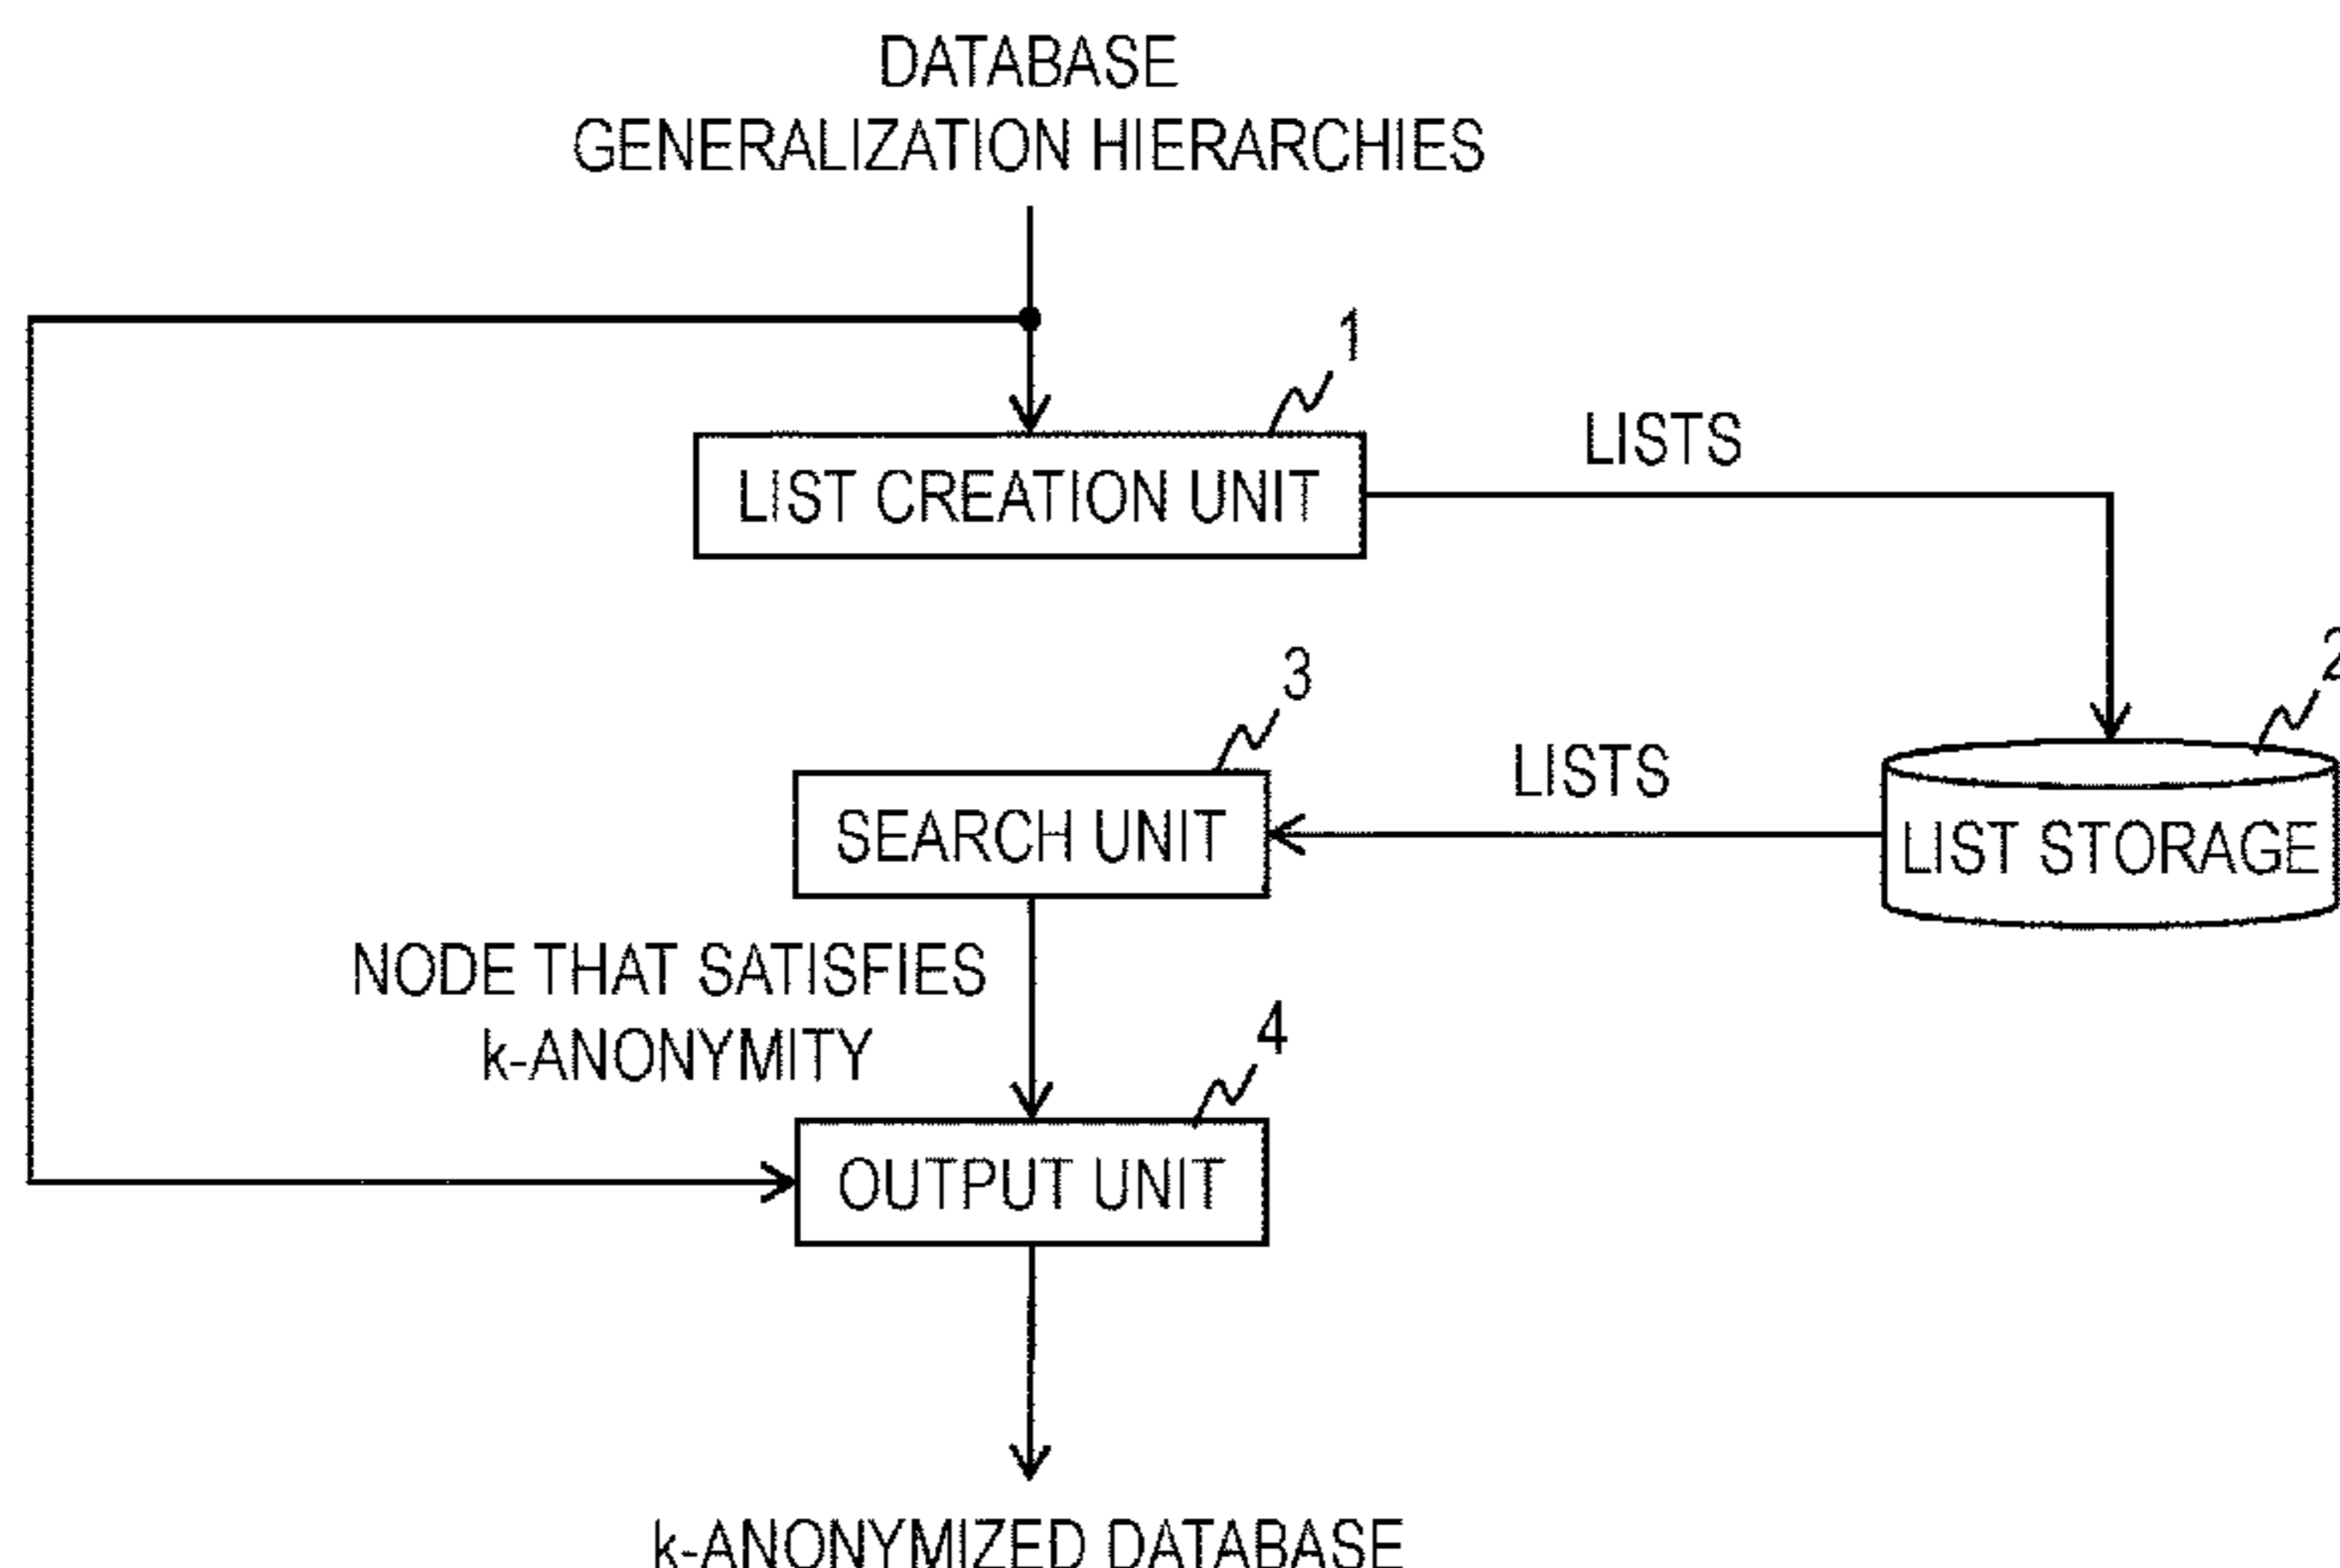 DATABASE
GENERALIZATION HIERARCHIES
1
LIST CREATION UNIT
LISTS
2
3
LISTS
SEARCH UNIT
LIST STORAGE
NODE THAT SATISFIES
k-ANONYMITY
4
OUTPUT UNIT
k-ANONYMIZED DATABASE